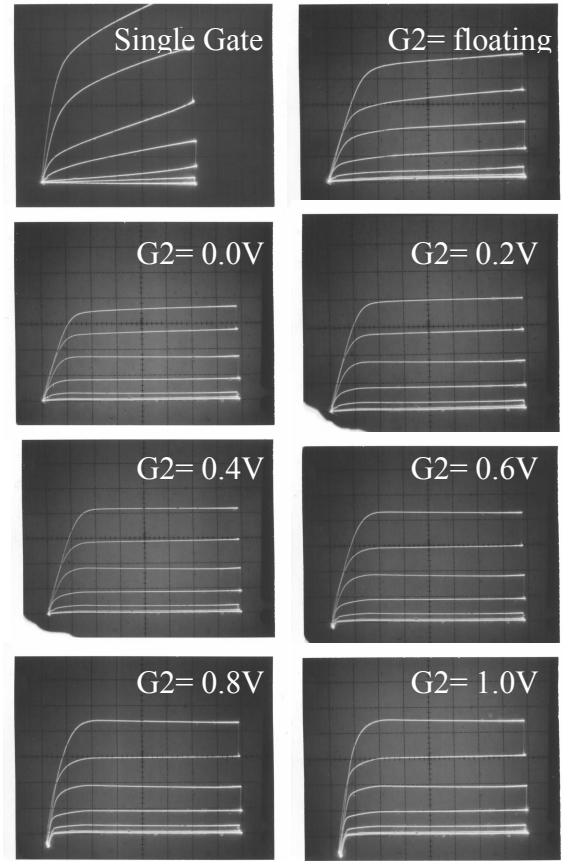 Single Gate
G2= floating
G2= 0.0V
G2= 0.2V
G2= 0.4V
G2= 0.6V
G2= 0.8V
G2= 1.0V